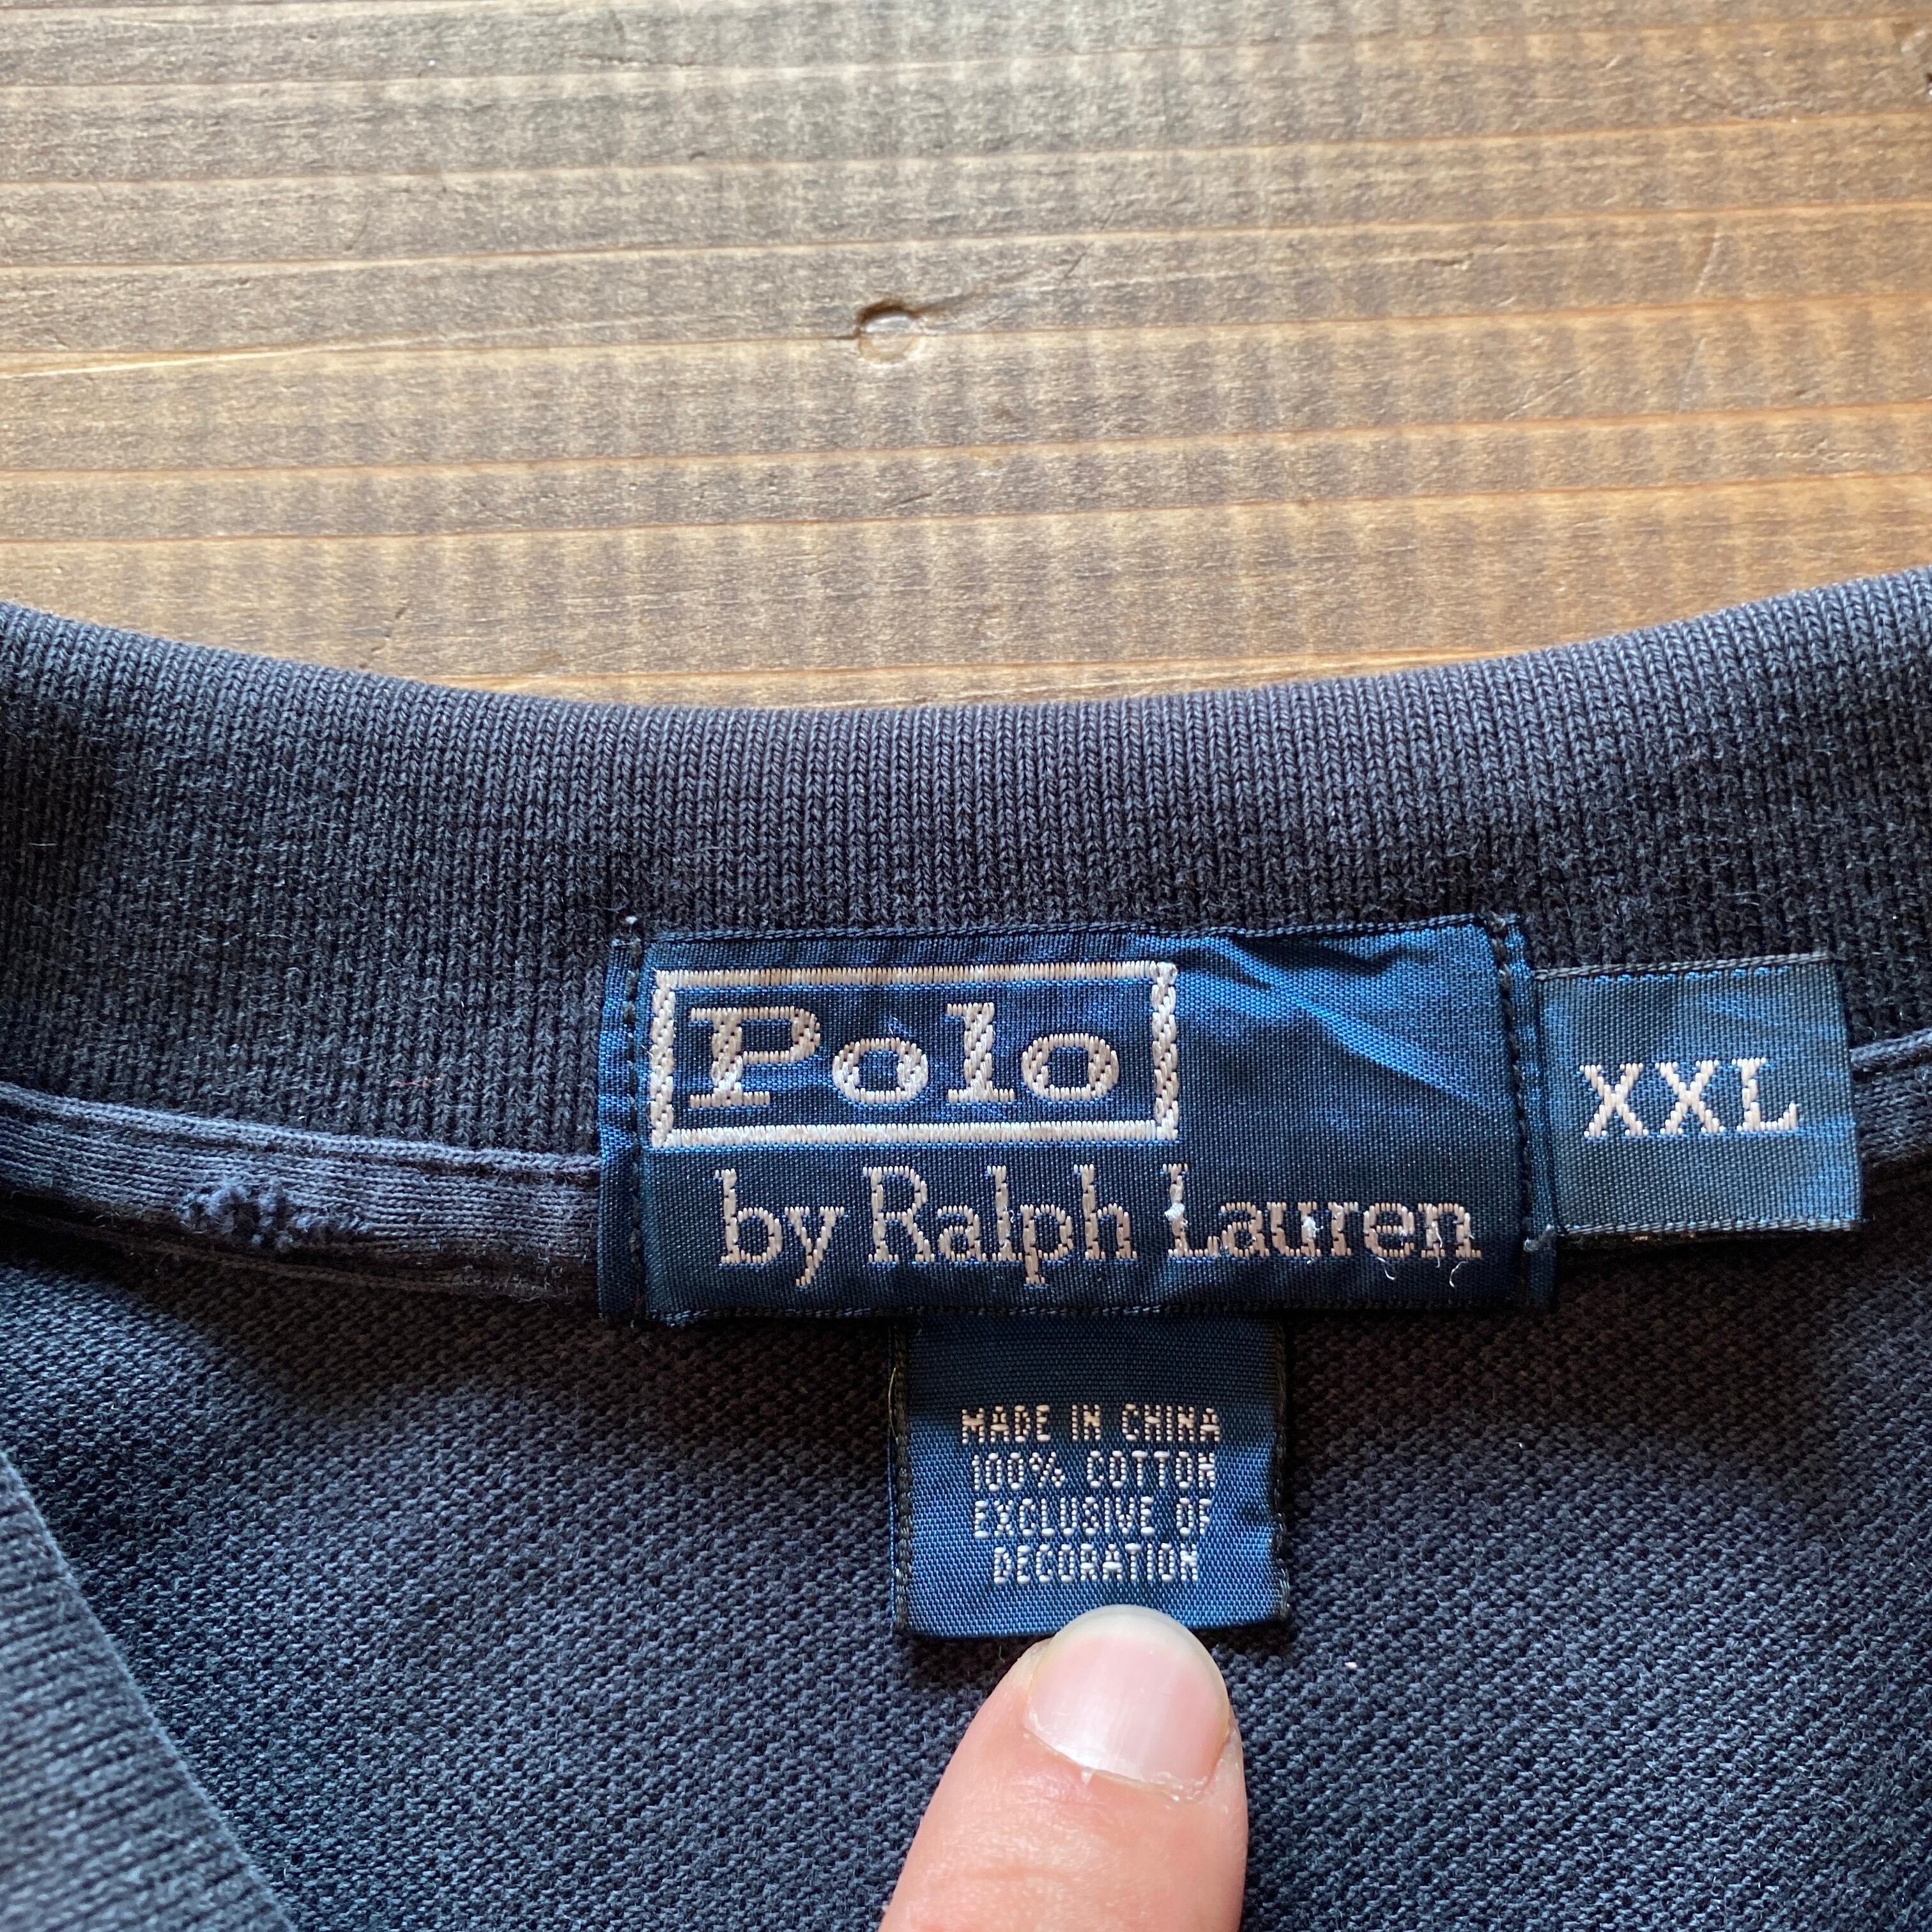 Polo
by Ralph Lauren
XXL
MADE IN CHINA
100% COTTON
EXCLUSIVE OF
DECORATION